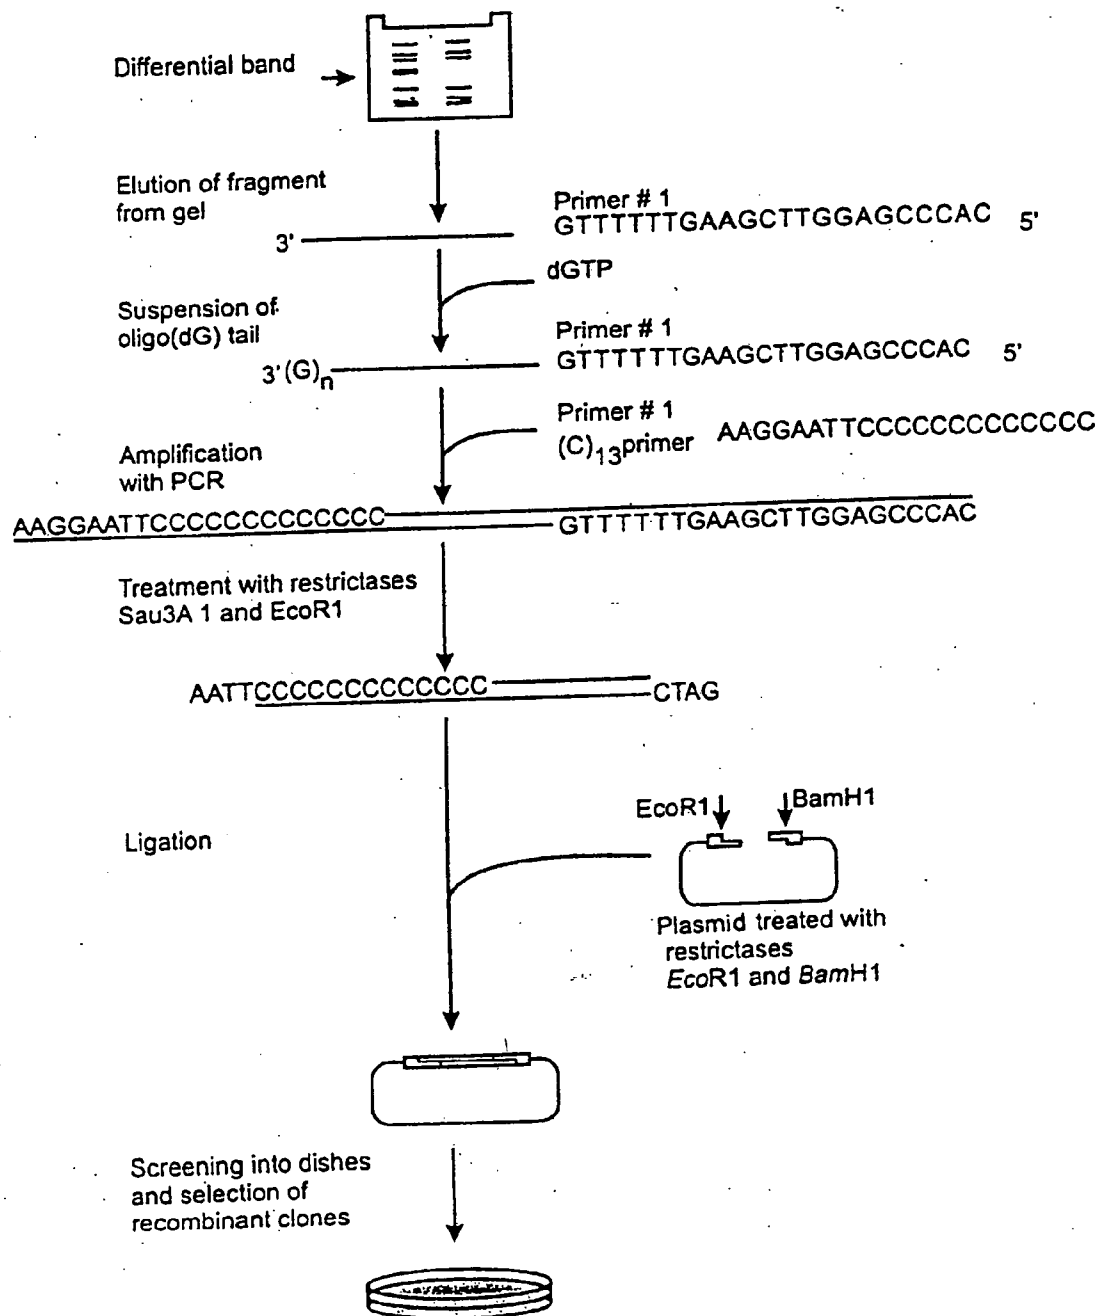 Differential band
Elution of fragment
from gel
Primer # 1
3' GTTTTTTGAAGCTTGGAGCCCAC 5'
dGTP
Suspension of
oligo(dG) tail
Primer # 1
3'(G)n GTTTTTTGAAGCTTGGAGCCCAC 5'
Primer # 1
(C)13primer AAGGAATTCCCCCCCCCCCCCC
Amplification
with PCR
AAGGAATTCCCCCCCCCCCCCC GTTTTTTGAAGCTTGGAGCCCAC
Treatment with restrictases
Sau3A 1 and EcoR1
AATTCCCCCCCCCCCCC CTAG
EcoR1 BamH1
Ligation
Plasmid treated with
restrictases
EcoR1 and BamH1
Screening into dishes
and selection of
recombinant clones